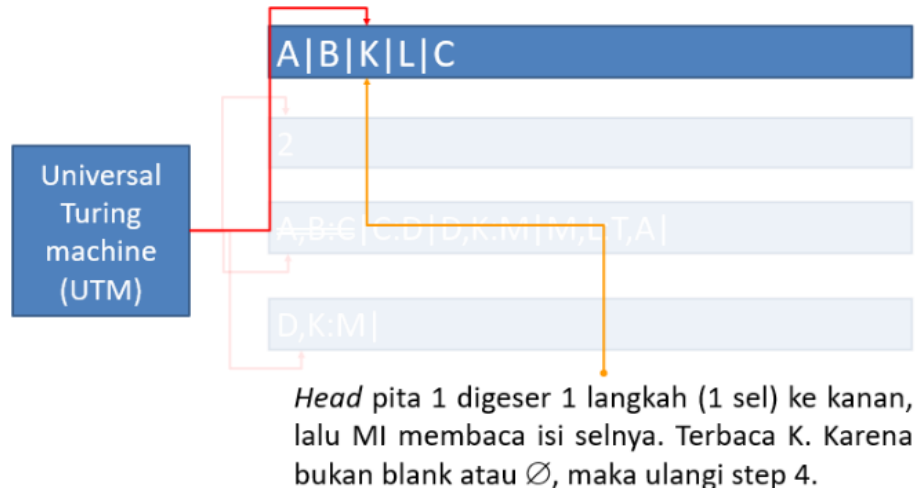 A|B|K|L|C
2
Universal
Turing
machine
(UTM)
A,B:C|C:D|D,K:M|M,L:T,A|
D,K:M|
Head pita 1 digeser 1 langkah (1 sel) ke kanan,
lalu MI membaca isi selnya. Terbaca K. Karena
bukan blank atau ∅, maka ulangi step 4.